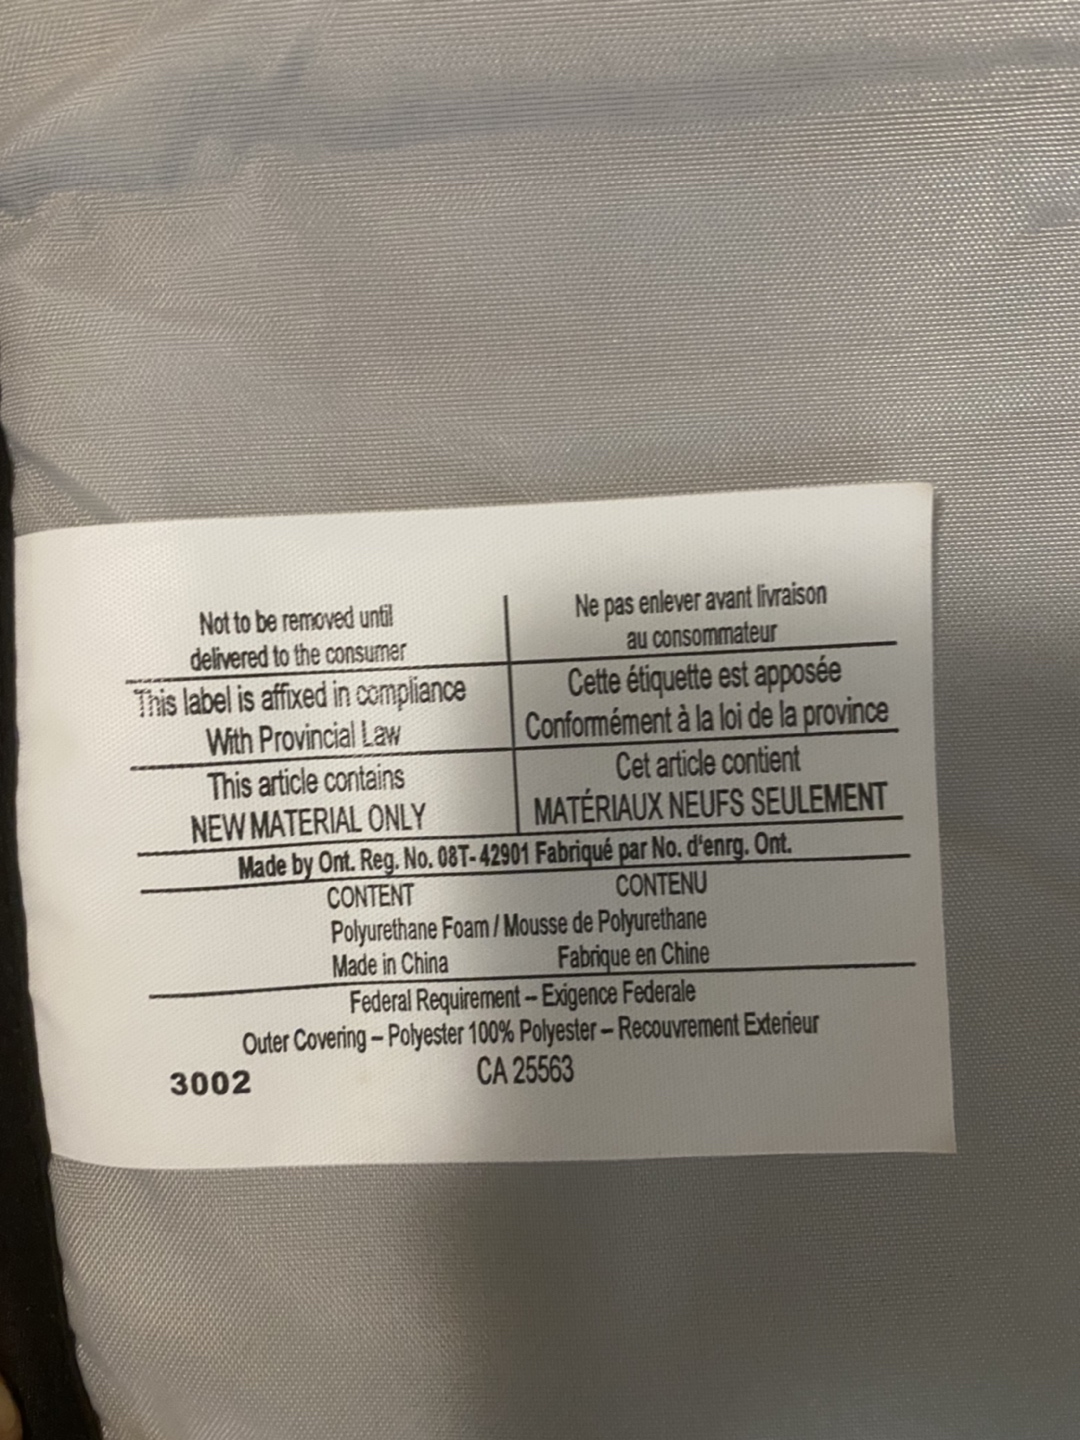 Not to be removed until
delivered to the consumer
Ne pas enlever avant livraison
au consommateur
This label is affixed in compliance
With Provincial Law
Cette étiquette est apposée
Conformément à la loi de la province
This article contains
NEW MATERIAL ONLY
Cet article contient
MATÉRIAUX NEUFS SEULEMENT
Made by Ont. Reg. No. 08T-42901 Fabriqué par No. d'enrg. Ont.
CONTENT CONTENU
Polyurethane Foam / Mousse de Polyurethane
Made in China Fabrique en Chine
Federal Requirement – Exigence Federale
Outer Covering – Polyester 100% Polyester – Recouvrement Exterieur
3002 CA 25563